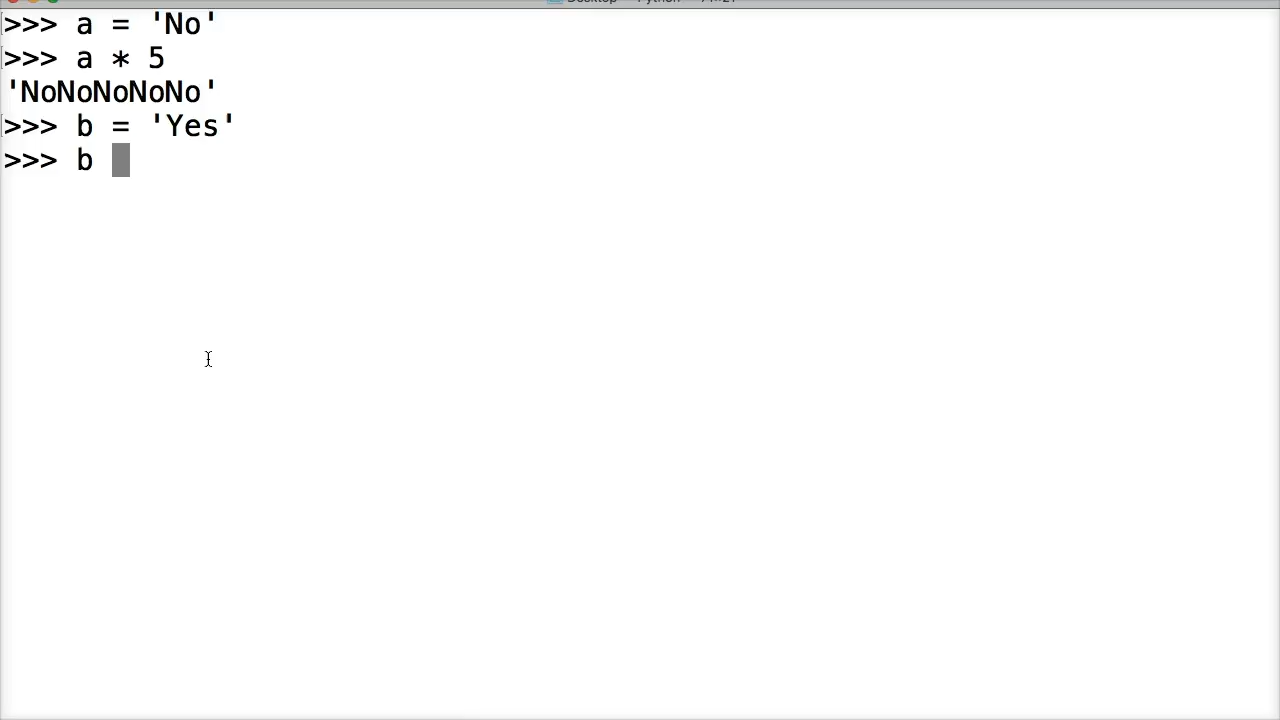 >>> a = 'No'
>>> a * 5
'NoNoNoNoNo'
>>> b = 'Yes'
>>> b